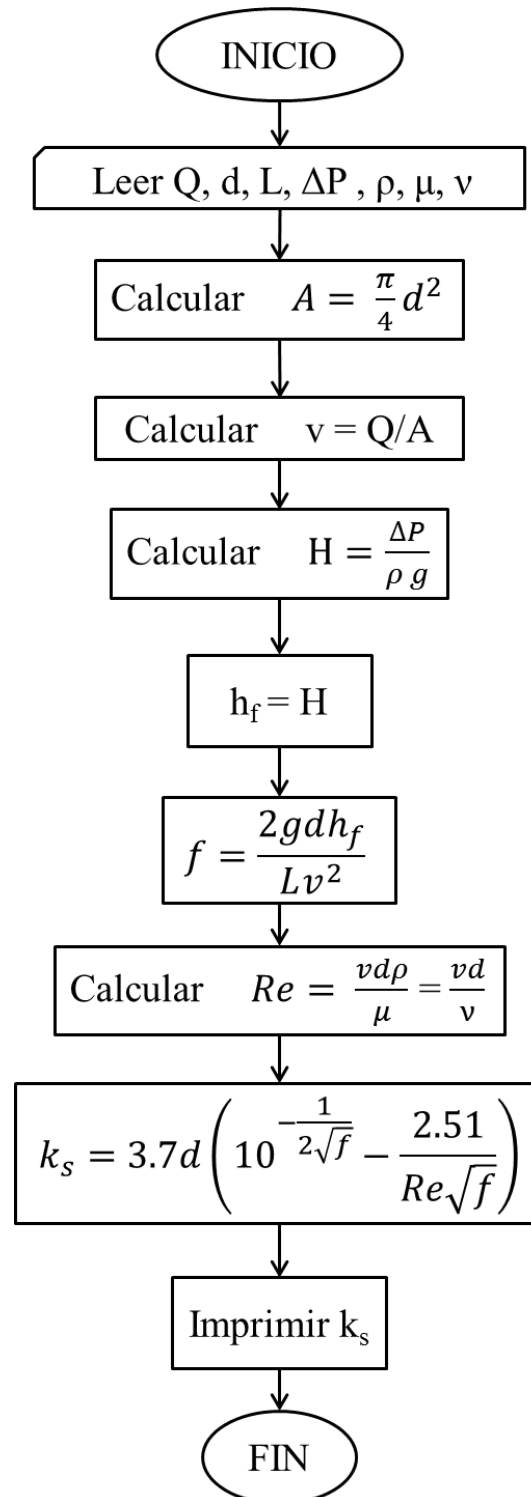 INICIO
Leer Q, d, L, ΔP , ρ, μ, ν
Calcular A = π/4 d²
Calcular v = Q/A
Calcular H = ΔP/(ρ g)
h_f = H
f = 2gdh_f/(Lv²)
Calcular Re = vdρ/μ = vd/ν
k_s = 3.7d(10^(-1/(2√f)) - 2.51/(Re√f))
Imprimir k_s
FIN